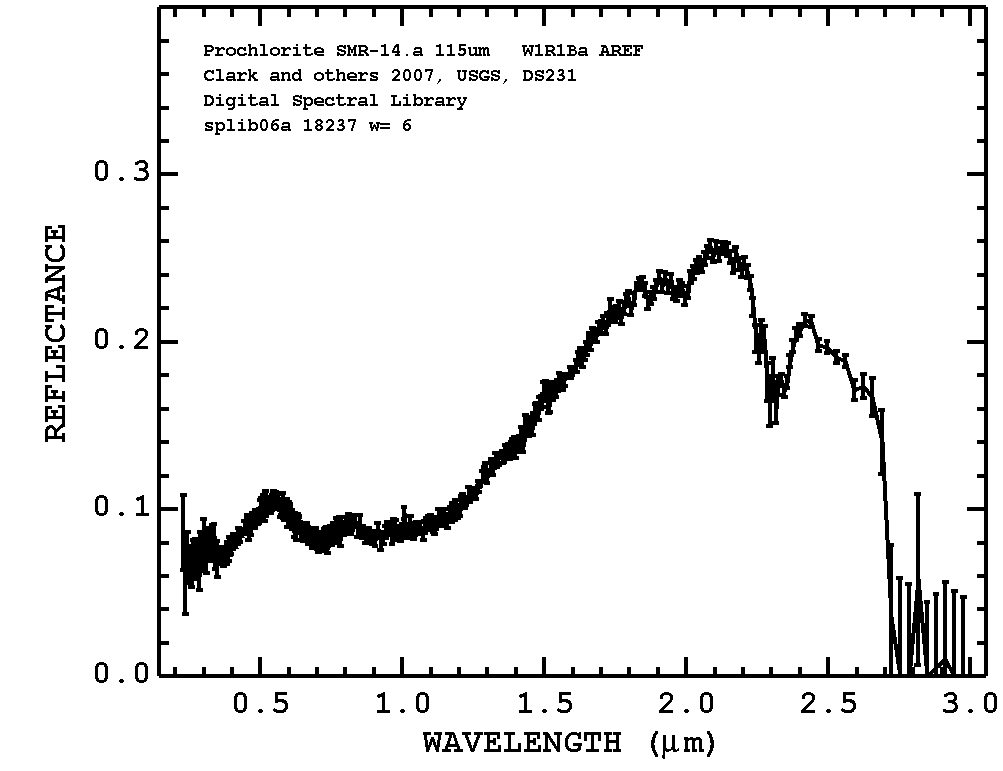 Prochlorite SMR-14.a 115um W1R1Ba AREF
Clark and others 2007, USGS, DS231
Digital Spectral Library
splib06a 18237 w= 6
0.3
0.2
0.1
0.0
REFLECTANCE
0.5 1.0 1.5 2.0 2.5 3.0
WAVELENGTH (μm)